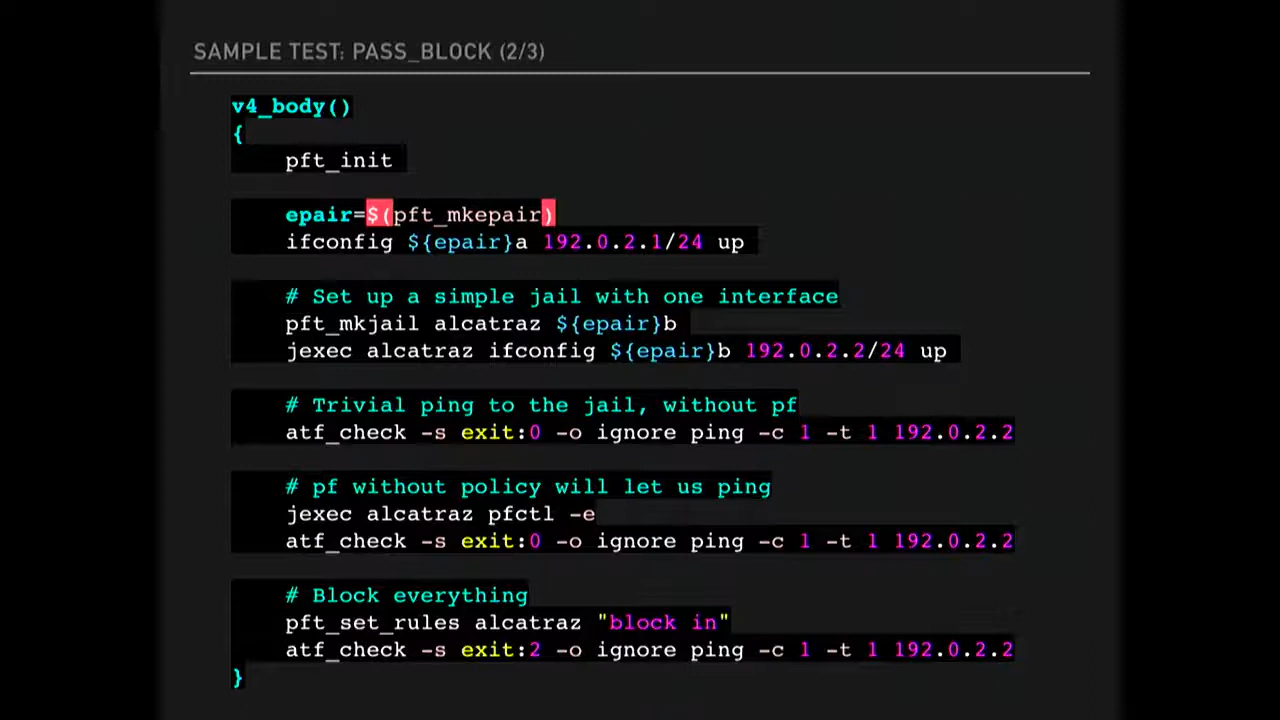 SAMPLE TEST: PASS_BLOCK (2/3)
v4_body()
{
pft_init
epair=$(pft_mkepair)
ifconfig ${epair}a 192.0.2.1/24 up
# Set up a simple jail with one interface
pft_mkjail alcatraz ${epair}b
jexec alcatraz ifconfig ${epair}b 192.0.2.2/24 up
# Trivial ping to the jail, without pf
atf_check -s exit:0 -o ignore ping -c 1 -t 1 192.0.2.2
# pf without policy will let us ping
jexec alcatraz pfctl -e
atf_check -s exit:0 -o ignore ping -c 1 -t 1 192.0.2.2
# Block everything
pft_set_rules alcatraz "block in"
atf_check -s exit:2 -o ignore ping -c 1 -t 1 192.0.2.2
}